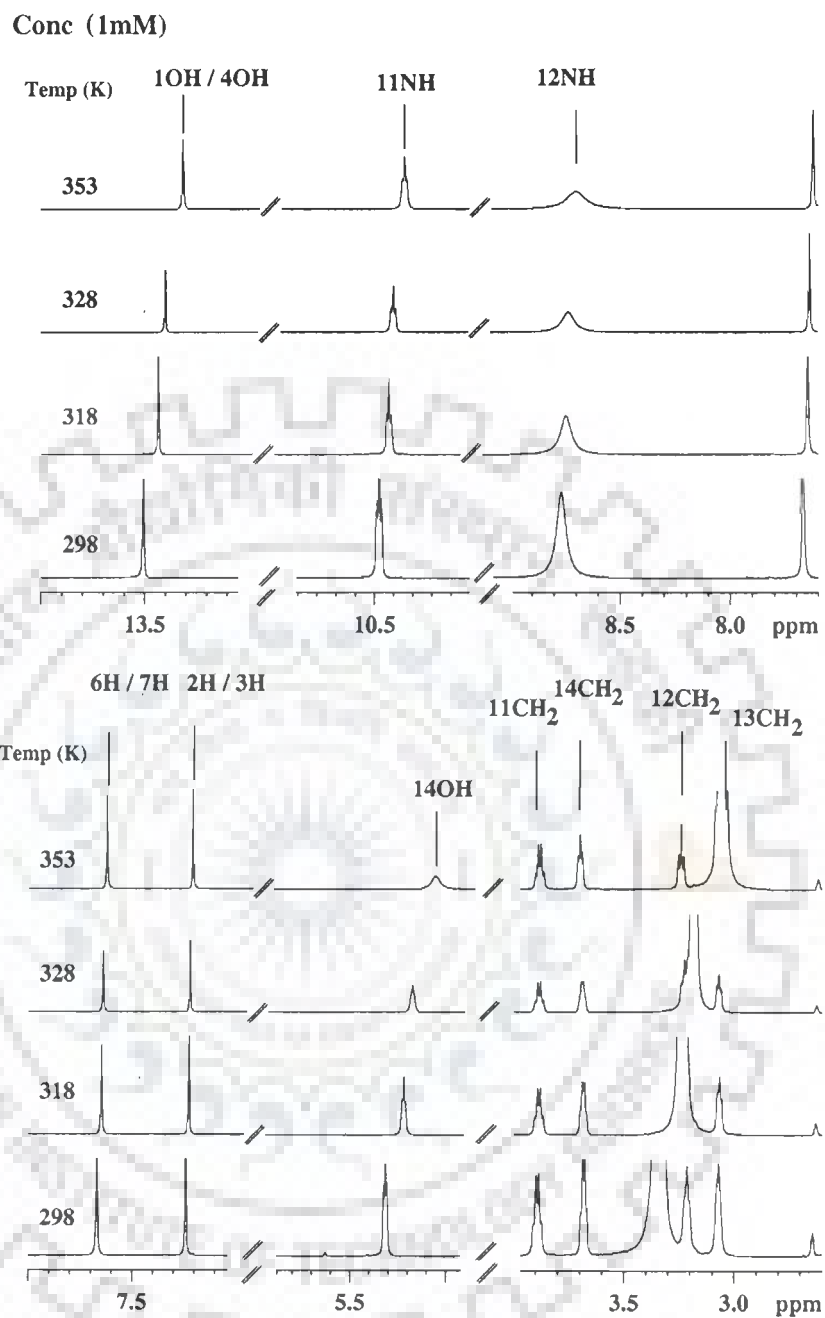 Conc (1mM)
Temp (K)
1OH / 4OH
11NH
12NH
353
328
318
298
13.5 10.5 8.5 8.0 ppm
6H / 7H 2H / 3H
11CH2 14CH2 12CH2 13CH2
Temp (K)
14OH
353
328
318
298
7.5 5.5 3.5 3.0 ppm